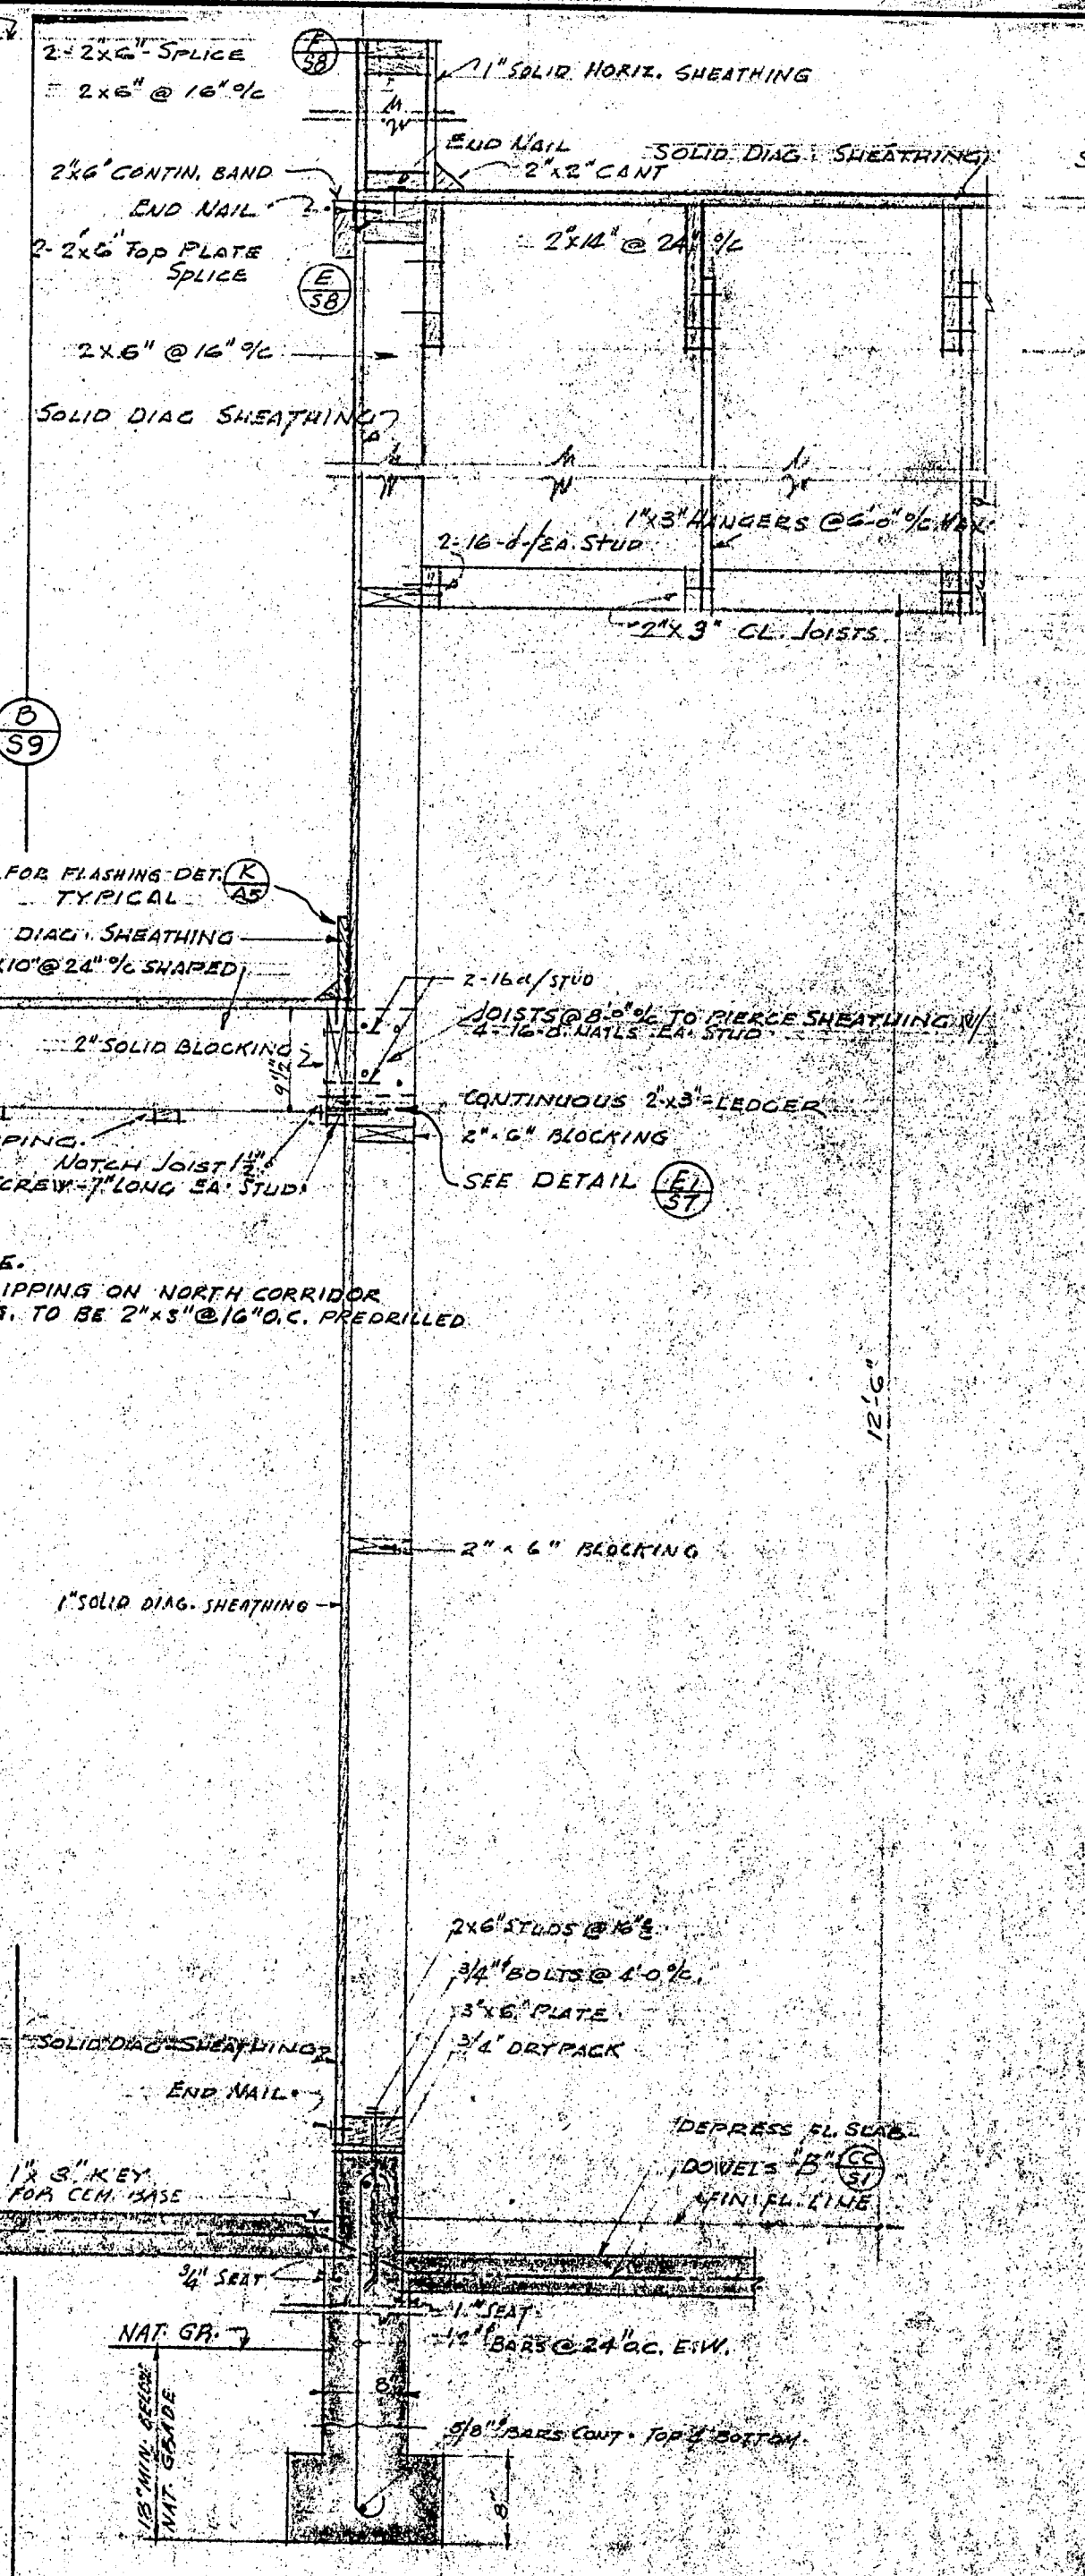 2-2"x6"-SPLICE
F
S8
2x6" @ 16" o/c
1" SOLID HORIZ. SHEATHING
END NAIL
SOLID DIAG. SHEATHING
2"x2" CANT
2"x6" CONTIN. BAND
END NAIL
2-2"x6" TOP PLATE
SPLICE
2"x14" @ 24" o/c
E
S8
2x6" @ 16" o/c
SOLID DIAG SHEATHING
1"x3" HANGERS @ 6'-0" o/c MAX.
2-16-d/EA. STUD
2"x3" CL. JOISTS
B
S9
FOR FLASHING DET.
K
A5
TYPICAL
DIAG. SHEATHING
x10" @ 24" o/c SHAPED
2-16d/STUD
JOISTS @ 8'-0" o/c TO PIERCE SHEATHING W/
4-16-d NAILS EA. STUD
2" SOLID BLOCKING
9 1/2"
CONTINUOUS 2"x3" LEDGER
2"x6" BLOCKING
PPING.
NOTCH JOIST 1 1/2"
CREW-7" LONG EA. STUD.
SEE DETAIL
E1
S7
E.
IPPING ON NORTH CORRIDOR
G. TO BE 2"x3" @ 16" O.C. PREDRILLED
12'-6"
2" x 6" BLOCKING
1" SOLID DIAG. SHEATHING
2x6" STUDS @ 16"
3/4"ø BOLTS @ 4'-0 o/c.
3"x6" PLATE
3/4" DRYPACK
SOLID DIAG. SHEATHING
END NAIL
DEPRESS FL. SLAB
DOWELS "B"
CC
S1
FIN. FL. LINE
1"x3" KEY
FOR CEM. BASE
3/4" SEAT
1" SEAT
NAT. GR.
BARS @ 24" O.C. E.W.
8"
18" MIN. BELOW
NAT. GRADE
5/8"ø BARS CONT. TOP & BOTTOM.
8"